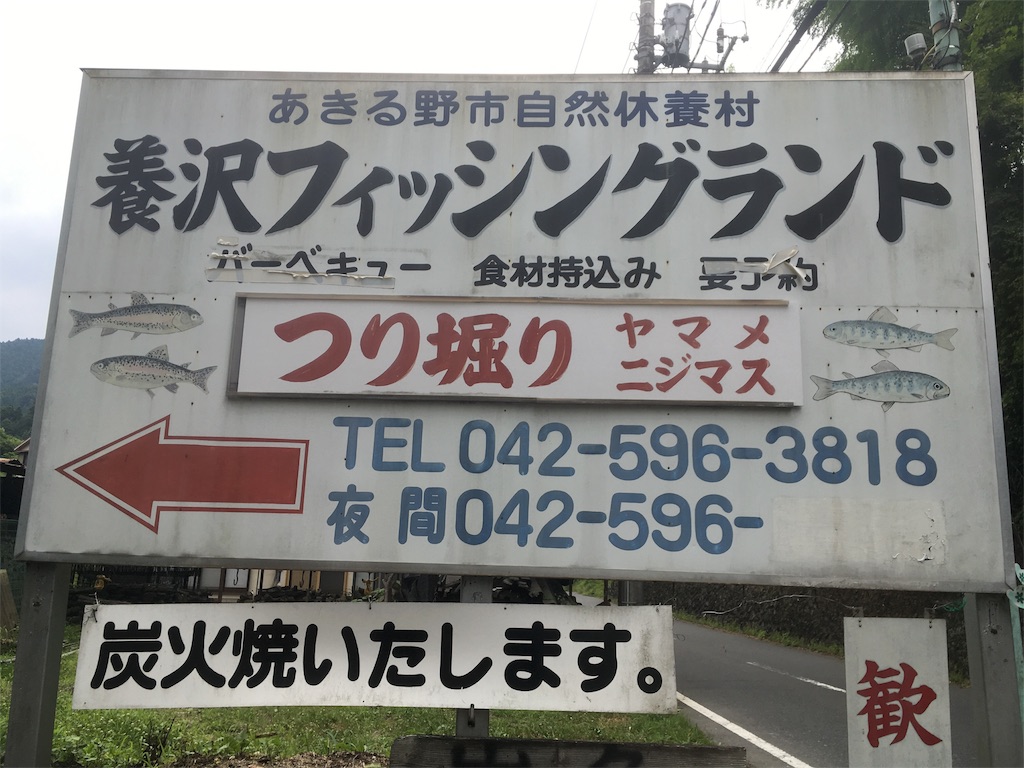 あきる野市自然休養村
養沢フィッシングランド
バーベキュー 食材持込み 要予約
つり堀り ヤマメ
ニジマス
TEL 042-596-3818
夜間 042-596-
炭火焼いたします。
歓